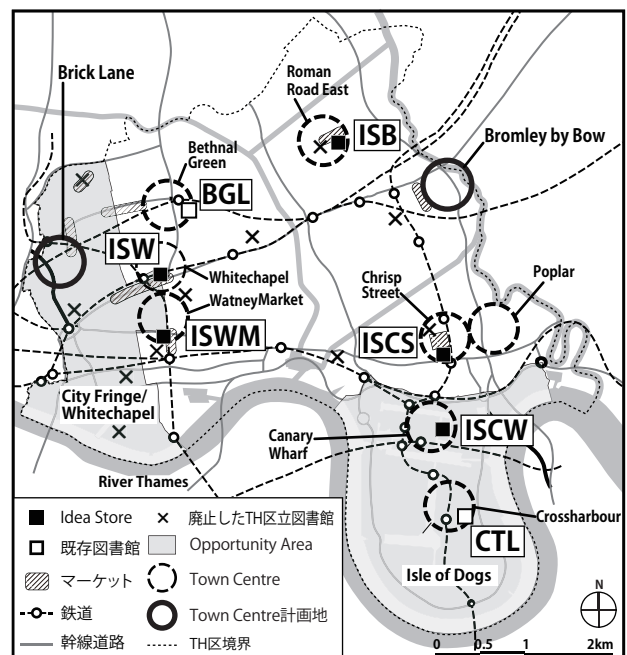 Brick Lane
Roman
Road East
ISB
Bromley by Bow
Bethnal
Green
BGL
ISW
Whitechapel
WatneyMarket
ISWM
Chrisp
Street
Poplar
ISCS
City Fringe/
Whitechapel
Canary
Wharf
ISCW
River Thames
Crossharbour
CTL
Isle of Dogs
Idea Store
廃止したTH区立図書館
既存図書館
Opportunity Area
マーケット
Town Centre
鉄道
Town Centre計画地
幹線道路
TH区境界
N
0 0.5 1 2km